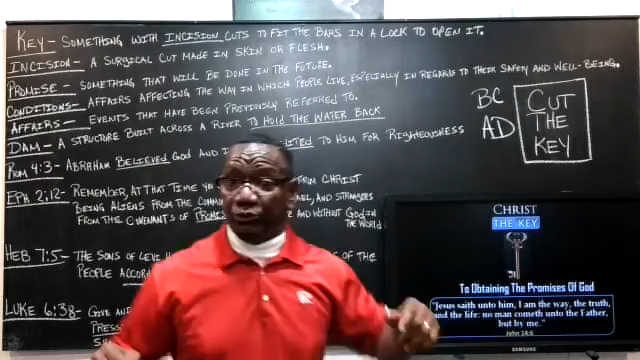 KEY - SOMETHING WITH INCISION CUTS TO FIT THE BARS IN A LOCK TO OPEN IT.
INCISION - A SURGICAL CUT MADE IN SKIN OR FLESH.
PROMISE - SOMETHING THAT WILL BE DONE IN THE FUTURE.
CONDITIONS - AFFAIRS AFFECTING THE WAY IN WHICH PEOPLE LIVE, ESPECIALLY IN REGARDS TO THEIR SAFETY AND WELL-BEING.
AFFAIRS - EVENTS THAT HAVE BEEN PREVIOUSLY REFERRED TO.
DAM - A STRUCTURE BUILT ACROSS A RIVER TO HOLD THE WATER BACK
ROM 4:3 - ABRAHAM BELIEVED GOD AND TO HIM FOR RIGHTEOUSNESS
EPH 2:12 - REMEMBER, AT THAT TIME FROM CHRIST
BEING ALIENS FROM THE AND STRANGERS
FROM THE COVENANTS OF AND WITHOUT GOD IN
THE WORLD
HEB 7:5 - THE SONS OF LEVI OF THE
PEOPLE
LUKE 6:38 - GIVE AND
BC
AD
CUT
THE
KEY
CHRIST
THE KEY
To Obtaining The Promises Of God
"Jesus saith unto him, I am the way, the truth,
and the life: no man cometh unto the Father,
but by me."
John 14:6
SAMSUNG